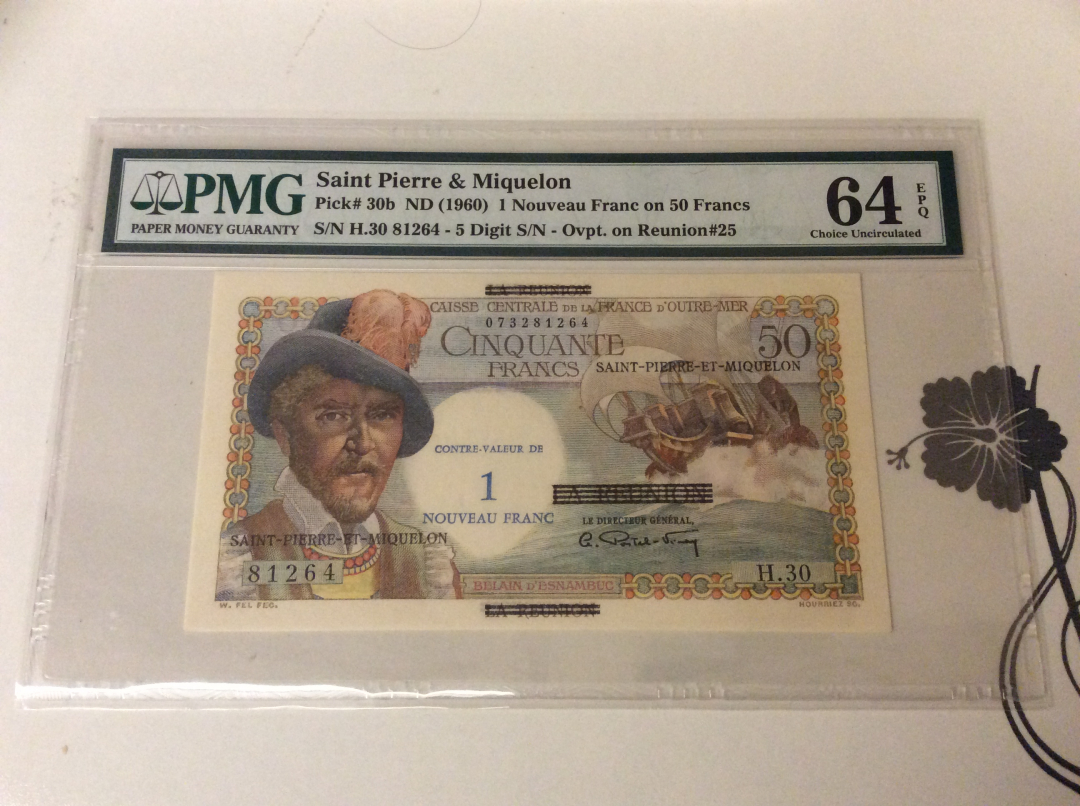 PMG
PAPER MONEY GUARANTY
Saint Pierre & Miquelon
Pick# 30b ND (1960) 1 Nouveau Franc on 50 Francs
S/N H.30 81264 - 5 Digit S/N - Ovpt. on Reunion#25
64
EPQ
Choice Uncirculated
LA REUNION
CAISSE CENTRALE DE LA FRANCE D'OUTRE-MER
073281264
CINQUANTE
50
FRANCS
SAINT-PIERRE-ET-MIQUELON
CONTRE-VALEUR DE
1
NOUVEAU FRANC
LA REUNION
LE DIRECTEUR GÉNÉRAL,
SAINT-PIERRE-ET-MIQUELON
81264
H.30
BELAIN D'ESNAMBUC
W. FEL FEC.
HOURRIEZ SC.
LA REUNION